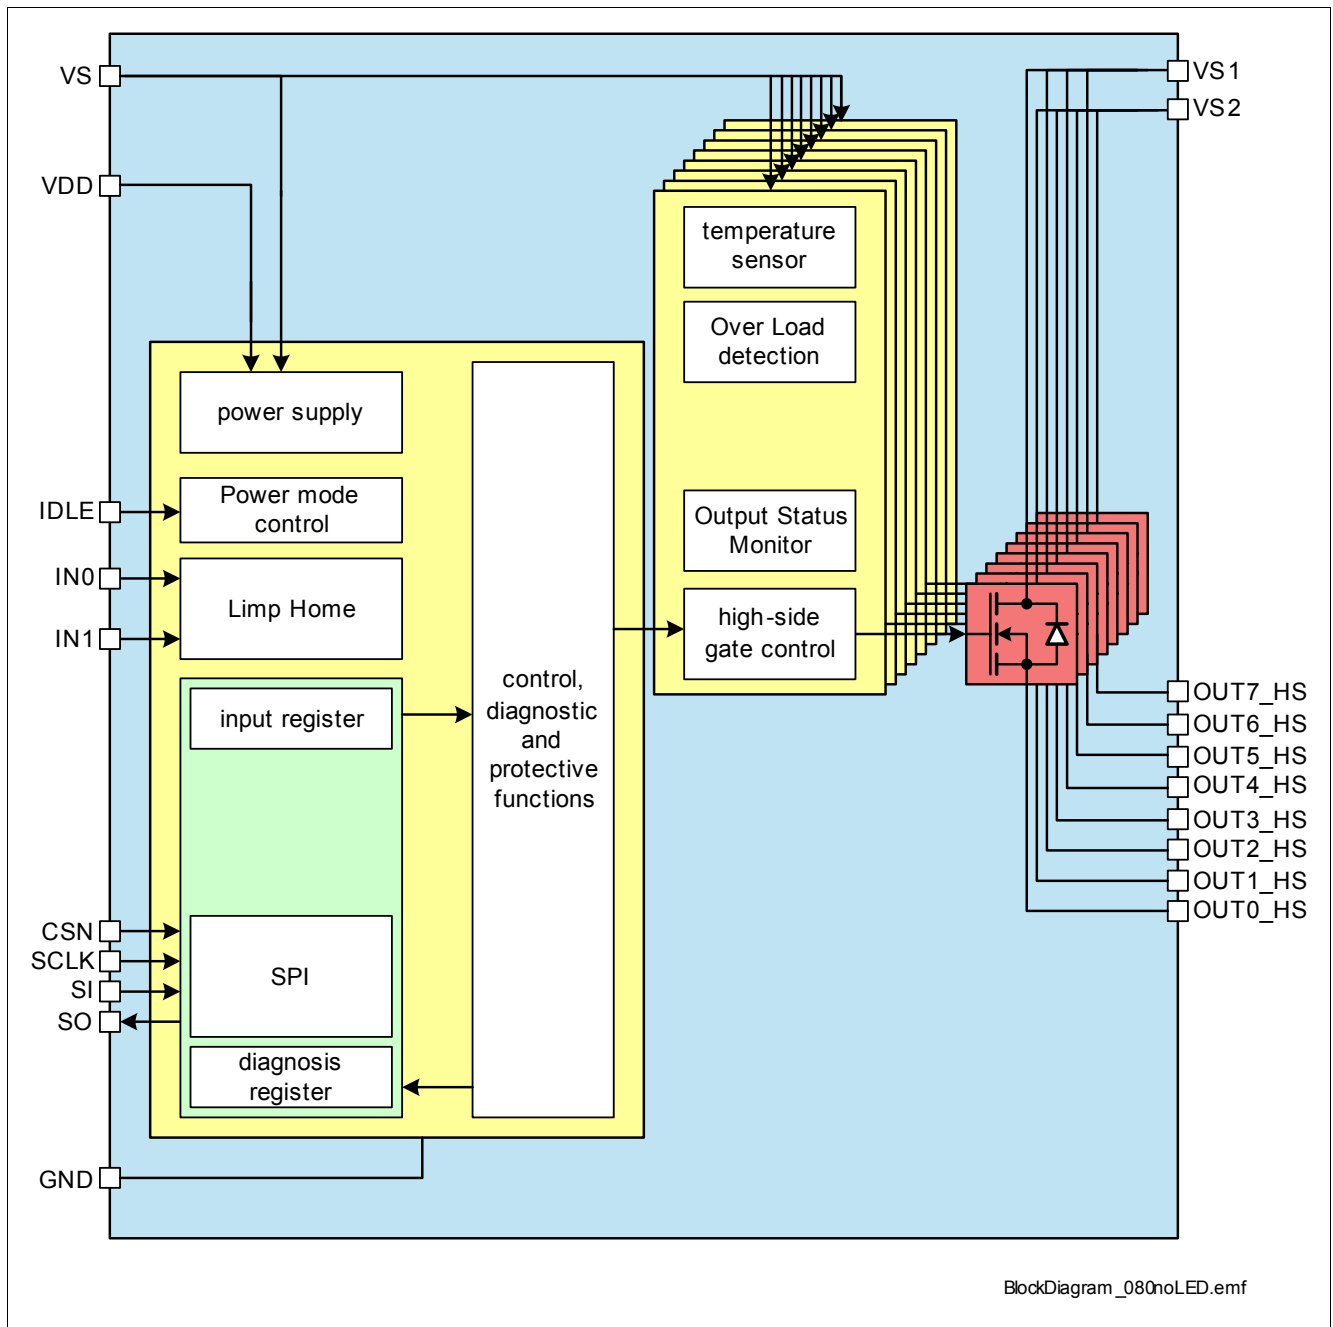 VS
VS1
VS2
VDD
temperature
sensor
Over Load
detection
power supply
Power mode
control
IDLE
Output Status
Monitor
IN0
Limp Home
IN1
high-side
gate control
control,
diagnostic
and
protective
functions
input register
OUT7_HS
OUT6_HS
OUT5_HS
OUT4_HS
OUT3_HS
OUT2_HS
OUT1_HS
OUT0_HS
CSN
SCLK
SI
SO
SPI
diagnosis
register
GND
BlockDiagram_080noLED.emf